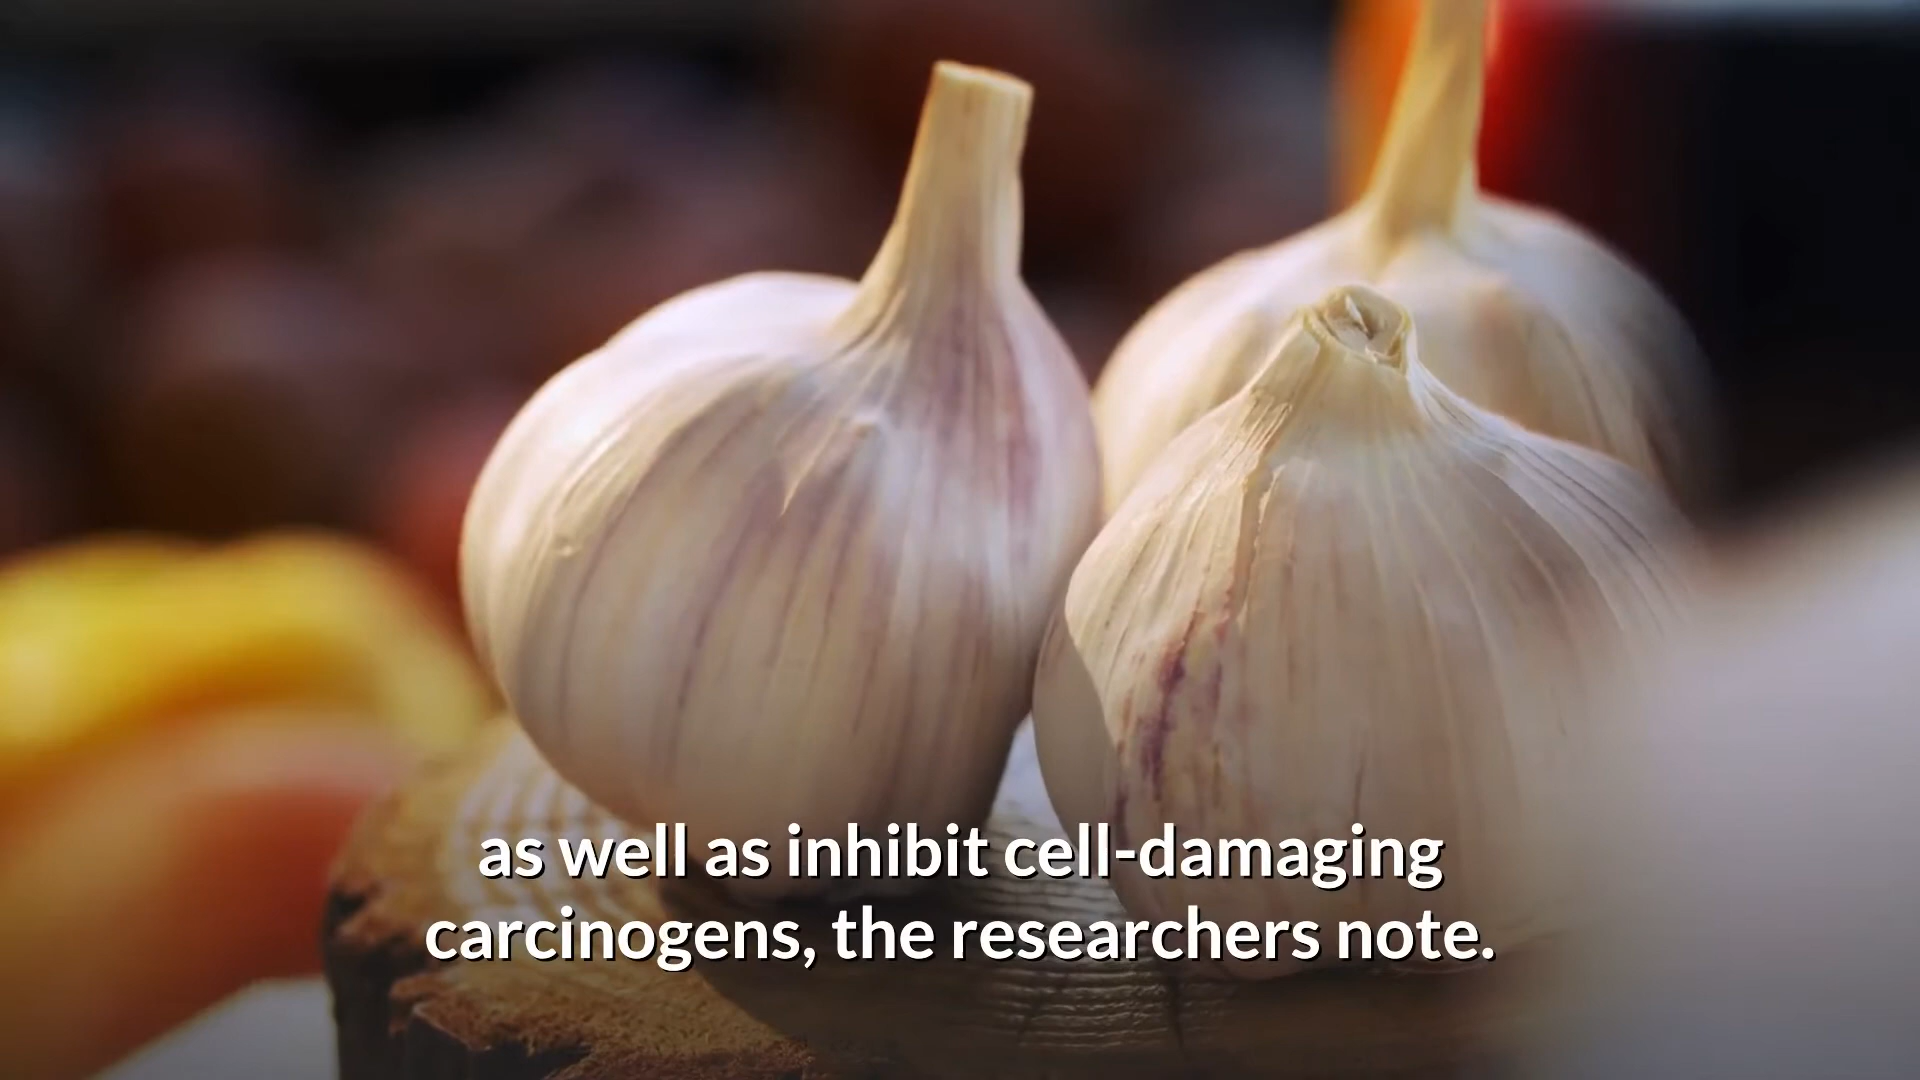 as well as inhibit cell-damaging
carcinogens, the researchers note.